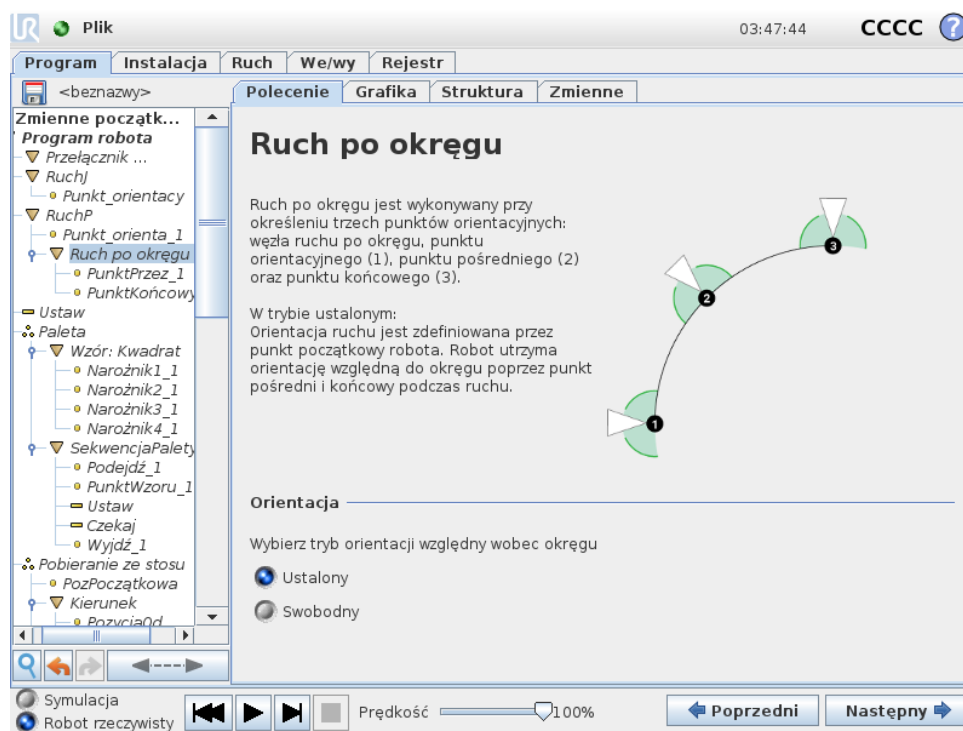 UR Plik 03:47:44 CCCC ?
Program Instalacja Ruch We/wy Rejestr
<beznazwy>
Polecenie Grafika Struktura Zmienne
Zmienne początk...
Program robota
Przełącznik ...
RuchJ
Punkt_orientacy
RuchP
Punkt_orienta_1
Ruch po okręgu
PunktPrzez_1
PunktKońcowy
Ustaw
Paleta
Wzór: Kwadrat
Narożnik1_1
Narożnik2_1
Narożnik3_1
Narożnik4_1
SekwencjaPalety
Podejdź_1
PunktWzoru_1
Ustaw
Czekaj
Wyjdź_1
Pobieranie ze stosu
PozPoczątkowa
Kierunek
PozycjaOd
Ruch po okręgu
Ruch po okręgu jest wykonywany przy
określeniu trzech punktów orientacyjnych:
węzła ruchu po okręgu, punktu
orientacyjnego (1), punktu pośredniego (2)
oraz punktu końcowego (3).
W trybie ustalonym:
Orientacja ruchu jest zdefiniowana przez
punkt początkowy robota. Robot utrzyma
orientację względną do okręgu poprzez punkt
pośredni i końcowy podczas ruchu.
3
2
1
Orientacja
Wybierz tryb orientacji względny wobec okręgu
Ustalony
Swobodny
Symulacja
Robot rzeczywisty
Prędkość 100%
Poprzedni Następny